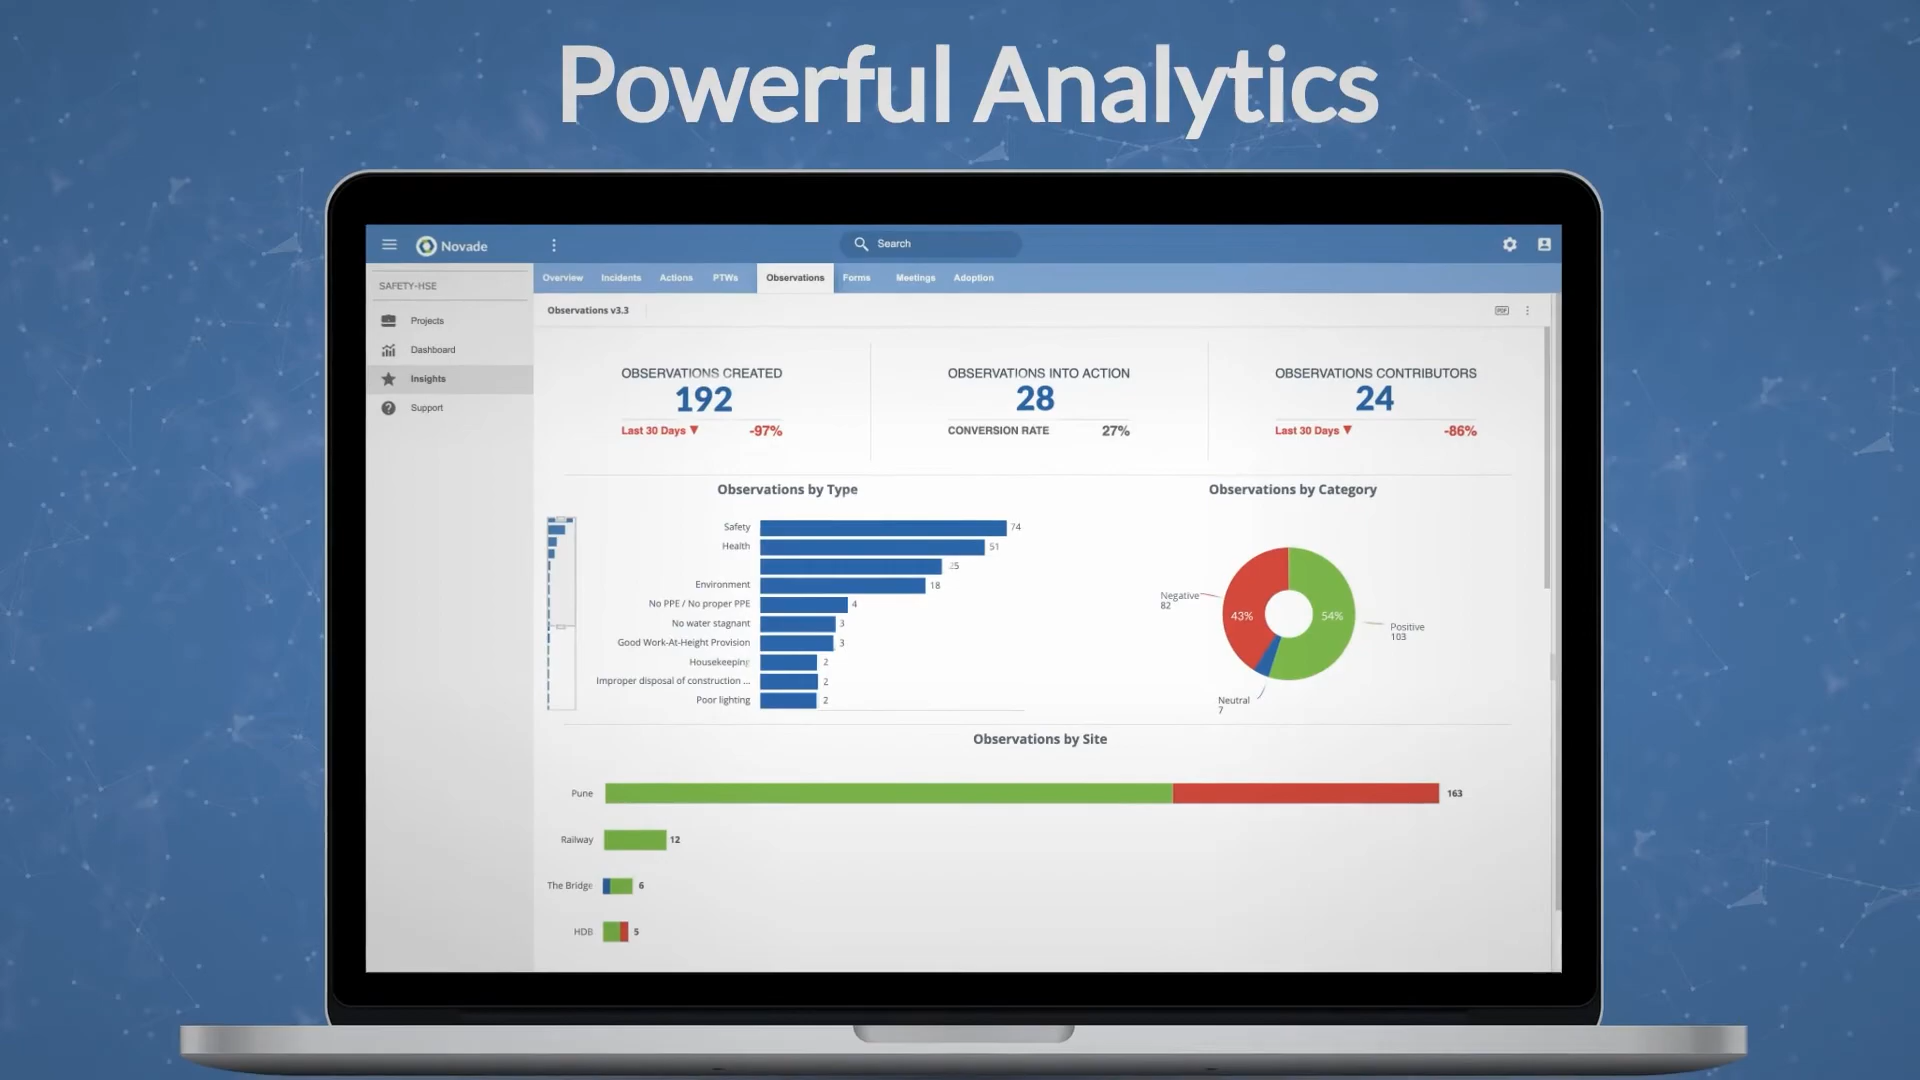 Powerful Analytics
Novade
Search
SAFETY-HSE
Projects
Dashboard
Insights
Support
Overview Incidents Actions PTWs Observations Forms Meetings Adoption
Observations v3.3
PDF
OBSERVATIONS CREATED
192
Last 30 Days ▼ -97%
OBSERVATIONS INTO ACTION
28
CONVERSION RATE 27%
OBSERVATIONS CONTRIBUTORS
24
Last 30 Days ▼ -86%
Observations by Type
Safety 74
Health 51
25
Environment 18
No PPE / No proper PPE 4
No water stagnant 3
Good Work-At-Height Provision 3
Housekeeping 2
Improper disposal of construction ... 2
Poor lighting 2
Observations by Category
Negative
82
43%
54%
Positive
103
Neutral
7
Observations by Site
Pune 163
Railway 12
The Bridge 6
HDB 5